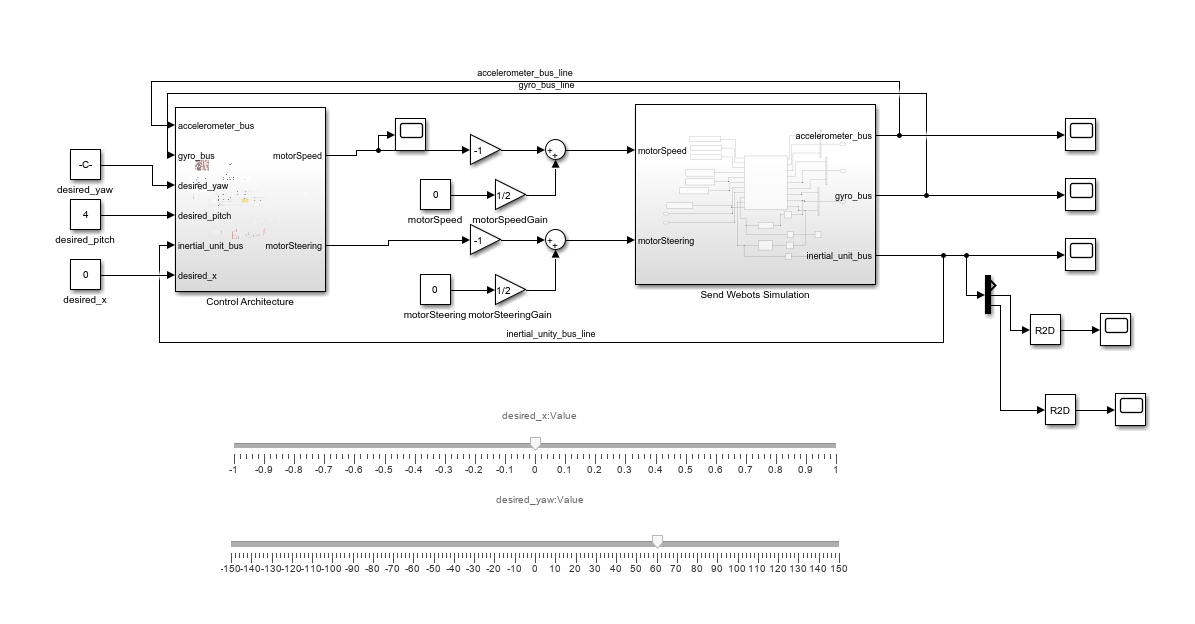 accelerometer_bus_line
gyro_bus_line
accelerometer_bus
gyro_bus
desired_yaw
desired_pitch
inertial_unit_bus
desired_x
motorSpeed
motorSteering
Control Architecture
-C-
desired_yaw
4
desired_pitch
0
desired_x
-1
++
0
motorSpeed
1/2
motorSpeedGain
-1
++
0
motorSteering
1/2
motorSteeringGain
motorSpeed
motorSteering
accelerometer_bus
gyro_bus
inertial_unit_bus
Send Webots Simulation
R2D
R2D
inertial_unity_bus_line
desired_x:Value
-1 -0.9 -0.8 -0.7 -0.6 -0.5 -0.4 -0.3 -0.2 -0.1 0 0.1 0.2 0.3 0.4 0.5 0.6 0.7 0.8 0.9 1
desired_yaw:Value
-150 -140 -130 -120 -110 -100 -90 -80 -70 -60 -50 -40 -30 -20 -10 0 10 20 30 40 50 60 70 80 90 100 110 120 130 140 150